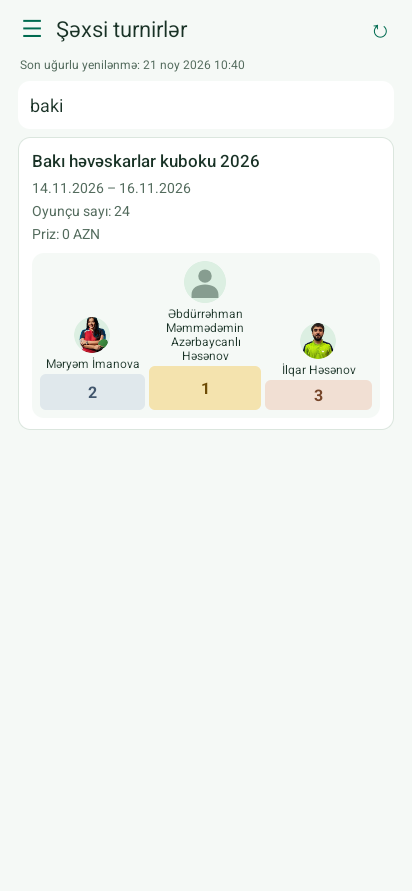 Şəxsi turnirlər
Son uğurlu yenilənmə: 21 noy 2026 10:40
baki
Bakı həvəskarlar kuboku 2026
14.11.2026 – 16.11.2026
Oyunçu sayı: 24
Priz: 0 AZN
Əbdürrəhman
Məmmədəmin
Azərbaycanlı
Həsənov
Məryəm İmanova
İlqar Həsənov
2
1
3